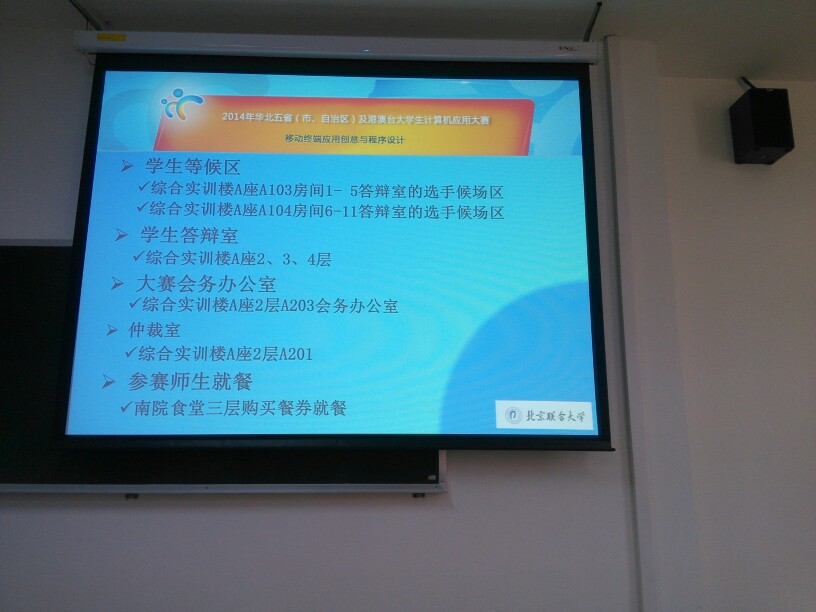 2014年华北五省（市、自治区）及港澳台大学生计算机应用大赛
移动终端应用创意与程序设计
➢ 学生等候区
✓综合实训楼A座A103房间1- 5答辩室的选手候场区
✓综合实训楼A座A104房间6-11答辩室的选手候场区
➢ 学生答辩室
✓综合实训楼A座2、3、4层
➢ 大赛会务办公室
✓综合实训楼A座2层A203会务办公室
➢ 仲裁室
✓综合实训楼A座2层A201
➢ 参赛师生就餐
✓南院食堂三层购买餐券就餐
北京联合大学